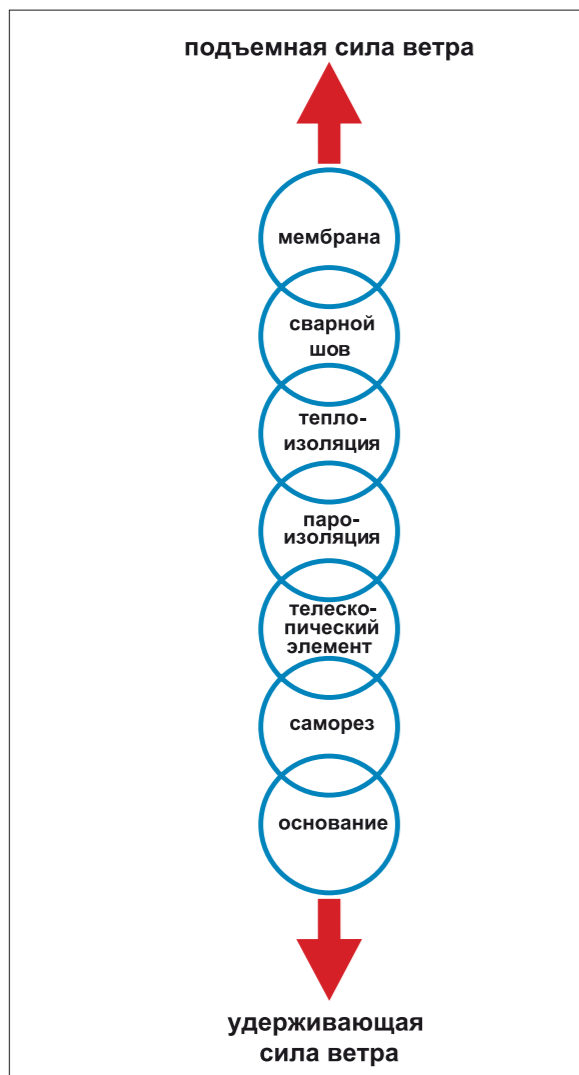 подъемная сила ветра
мембрана
сварной
шов
тепло-
изоляция
паро-
изоляция
телеско-
пический
элемент
саморез
основание
удерживающая
сила ветра